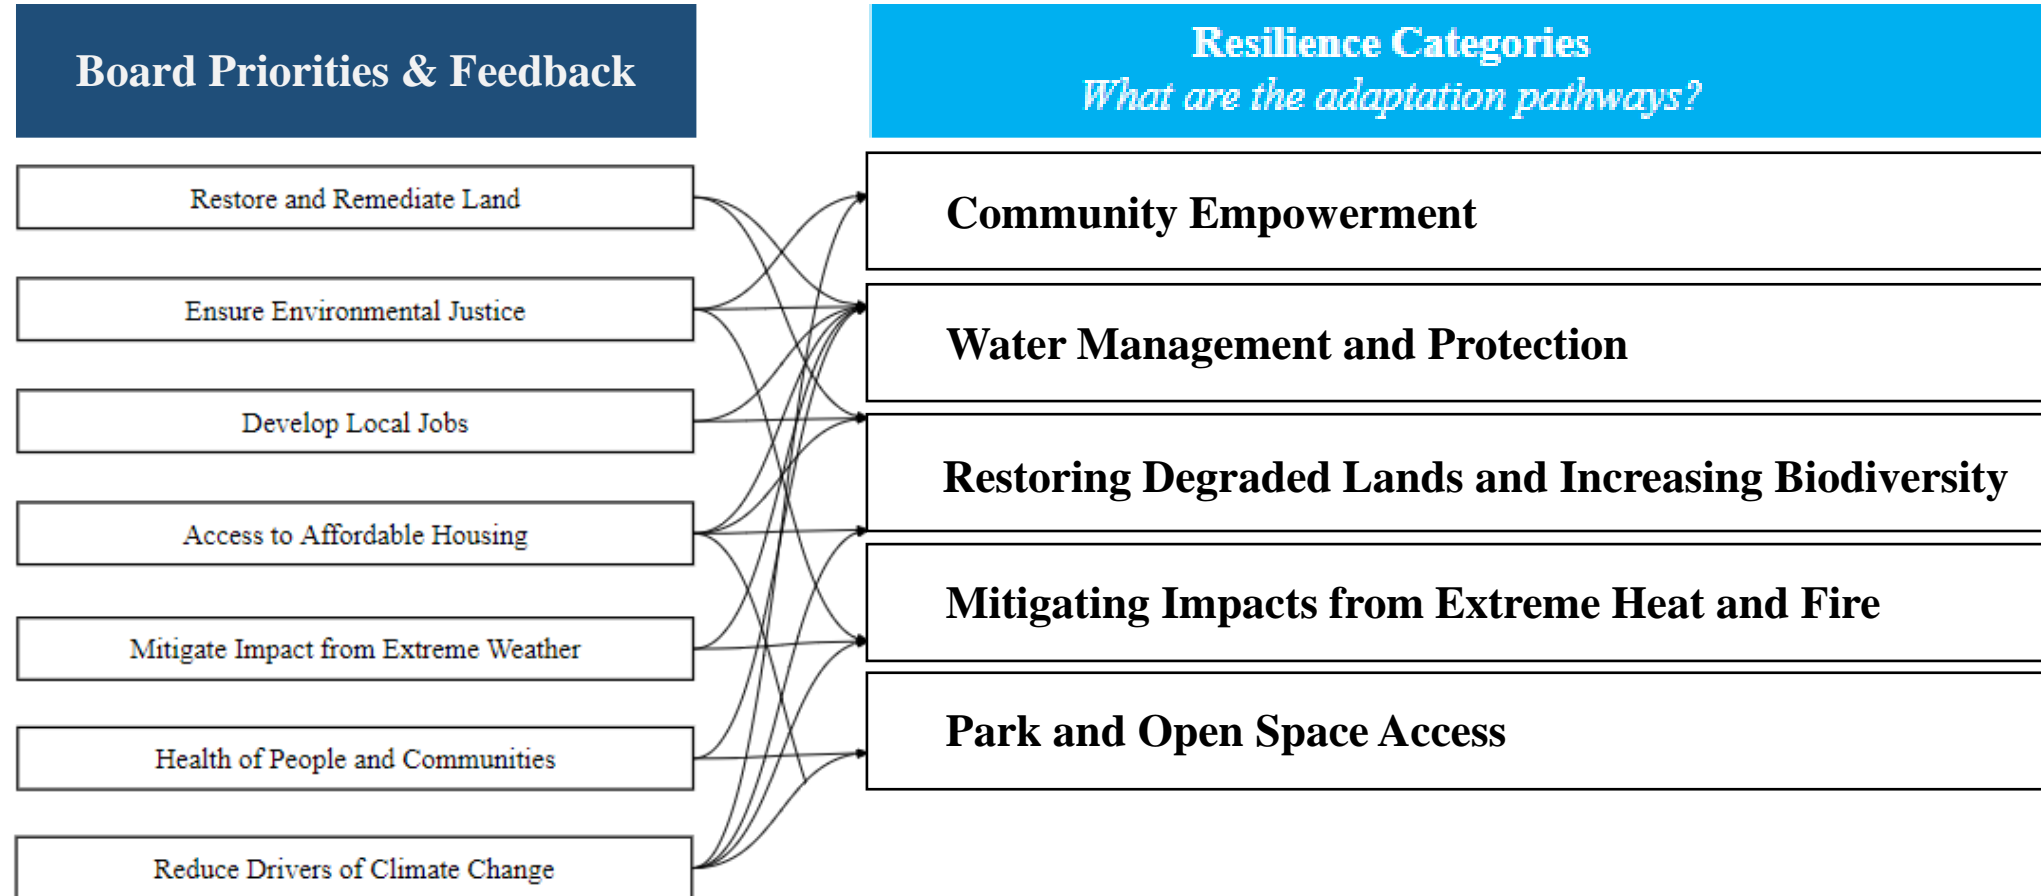 Board Priorities & Feedback
Restore and Remediate Land
Ensure Environmental Justice
Develop Local Jobs
Access to Affordable Housing
Mitigate Impact from Extreme Weather
Health of People and Communities
Reduce Drivers of Climate Change
Resilience Categories
What are the adaptation pathways?
Community Empowerment
Water Management and Protection
Restoring Degraded Lands and Increasing Biodiversity
Mitigating Impacts from Extreme Heat and Fire
Park and Open Space Access